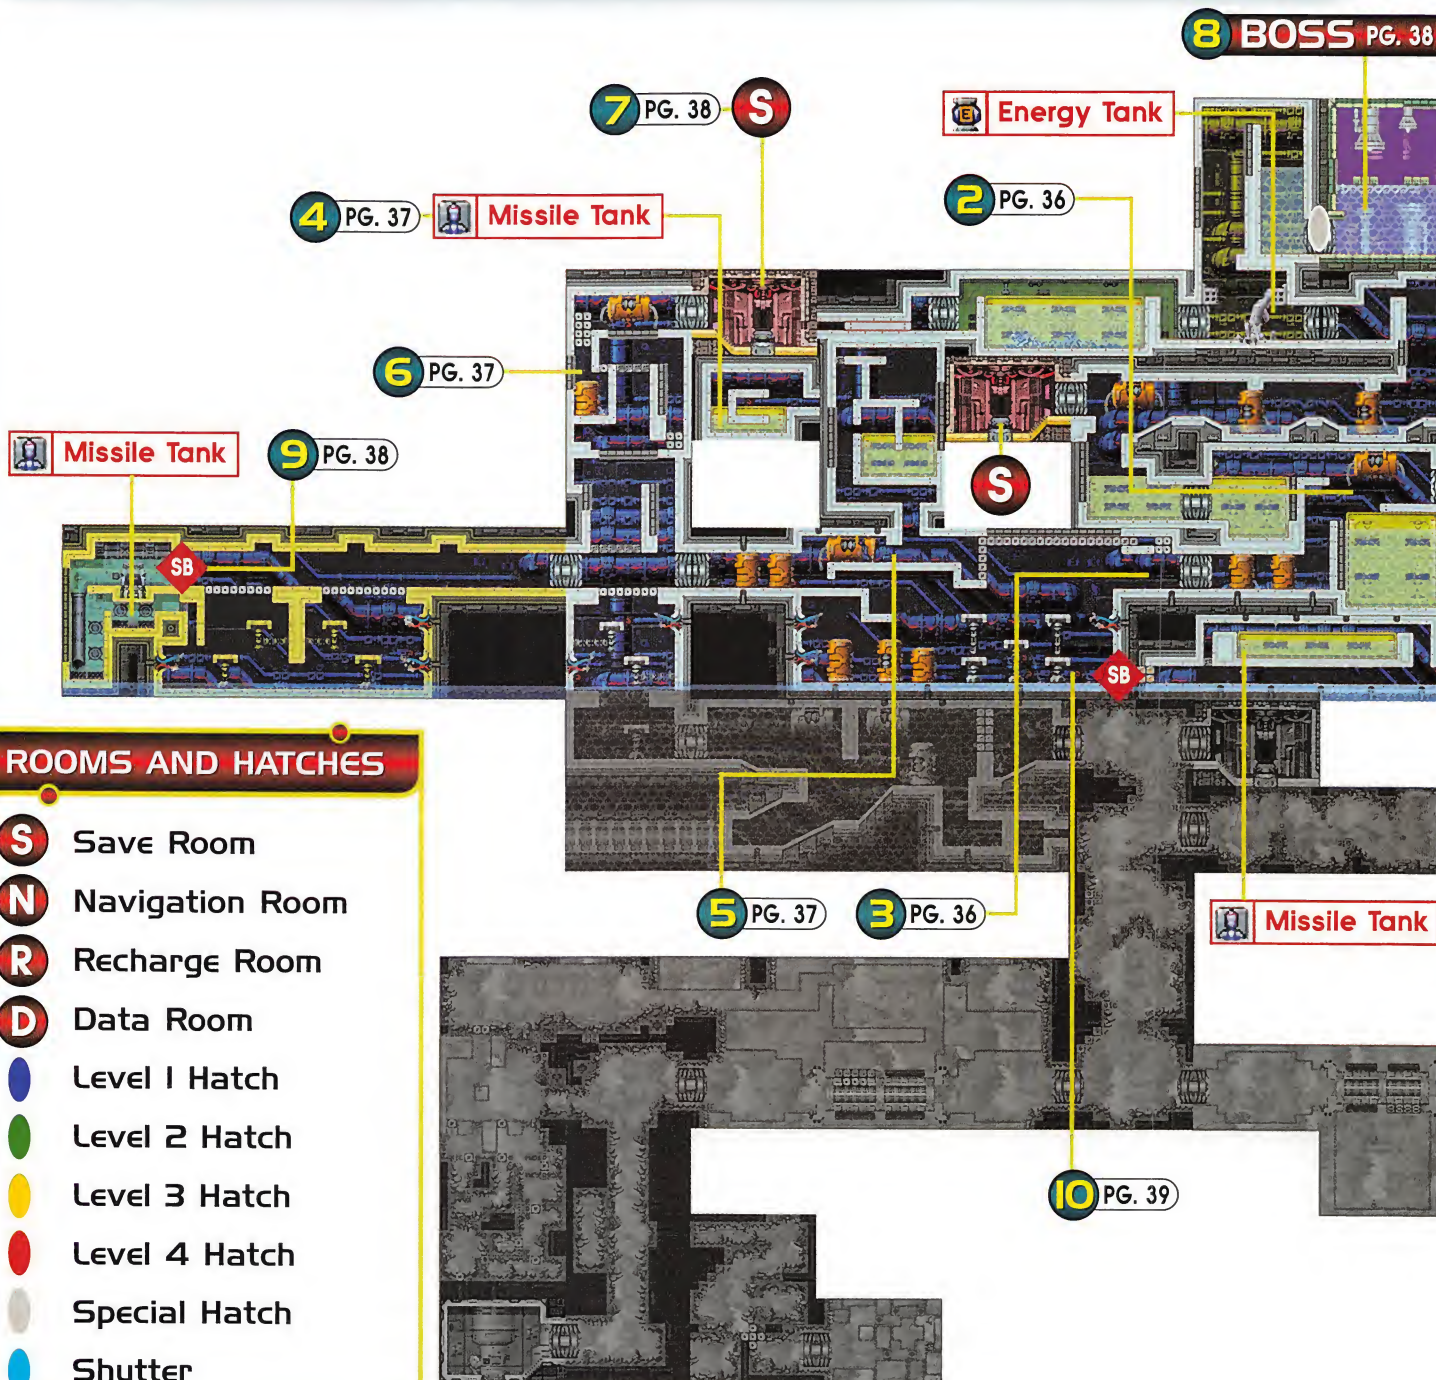 8 BOSS PG. 38
7 PG. 38 S
E Energy Tank
4 PG. 37 Missile Tank
2 PG. 36
6 PG. 37
Missile Tank
9 PG. 38
S
SB
SB
5 PG. 37
3 PG. 36
Missile Tank
10 PG. 39
ROOMS AND HATCHES
S Save Room
N Navigation Room
R Recharge Room
D Data Room
Level 1 Hatch
Level 2 Hatch
Level 3 Hatch
Level 4 Hatch
Special Hatch
Shutter